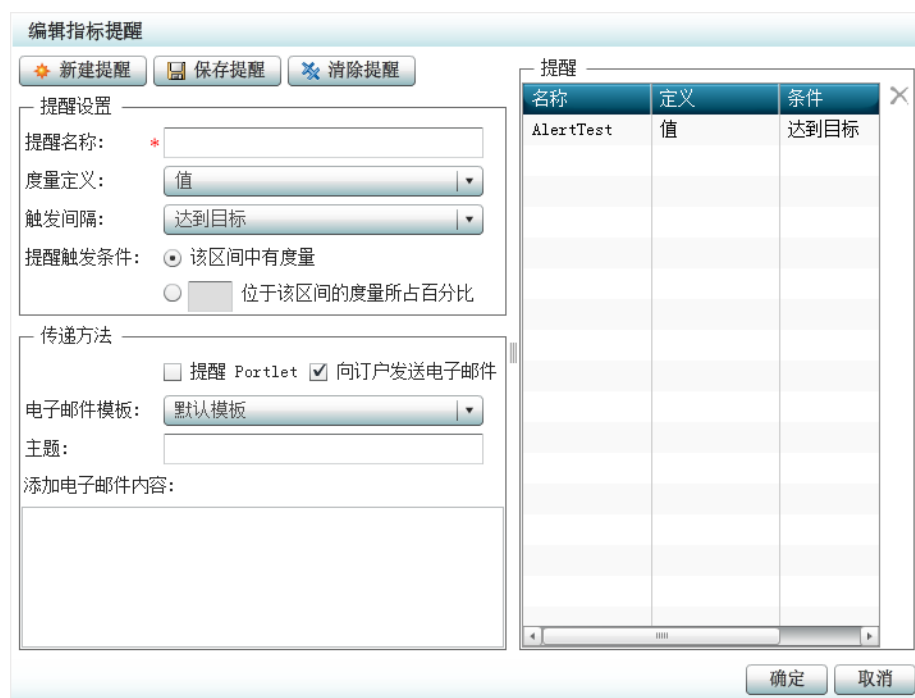 编辑指标提醒
新建提醒 保存提醒 清除提醒
提醒设置
提醒名称: *
度量定义: 值
触发间隔: 达到目标
提醒触发条件: 该区间中有度量
位于该区间的度量所占百分比
传递方法
提醒 Portlet 向订户发送电子邮件
电子邮件模板: 默认模板
主题:
添加电子邮件内容:
提醒
名称 定义 条件
AlertTest 值 达到目标
确定 取消